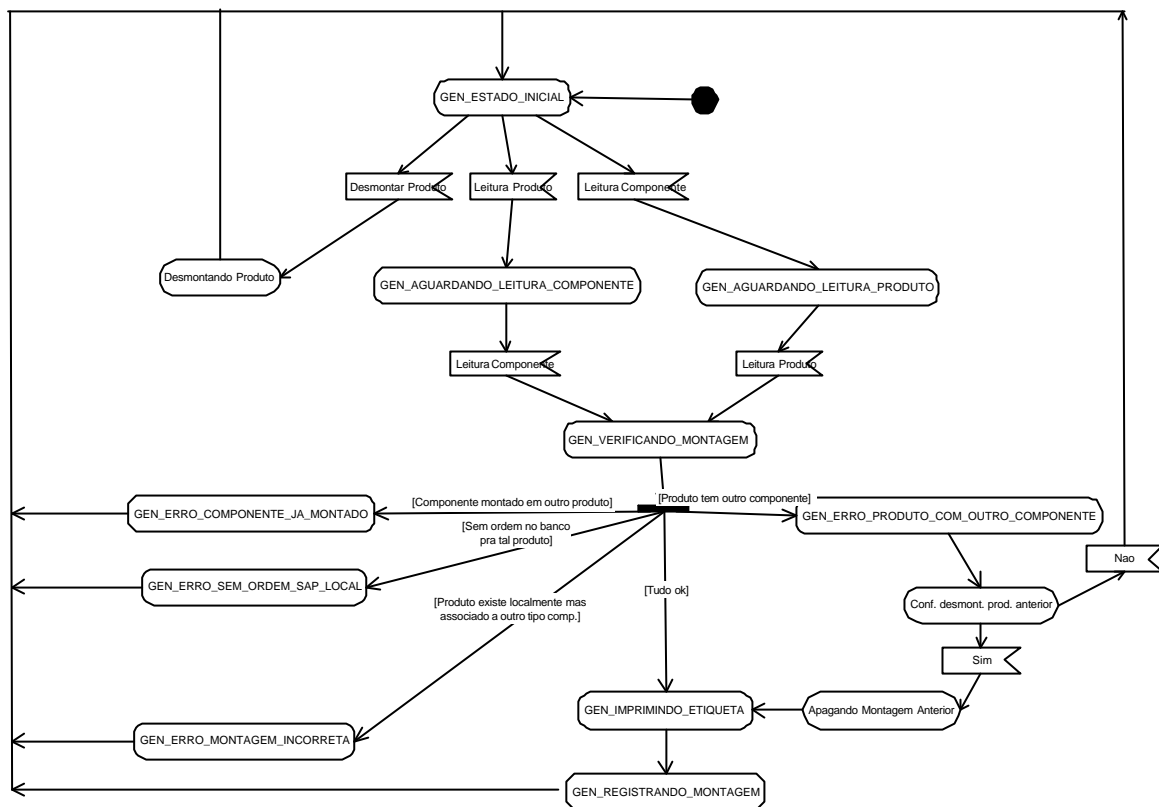 GEN_ESTADO_INICIAL
Desmontar Produto
Leitura Produto
Leitura Componente
Desmontando Produto
GEN_AGUARDANDO_LEITURA_COMPONENTE
GEN_AGUARDANDO_LEITURA_PRODUTO
Leitura Componente
Leitura Produto
GEN_VERIFICANDO_MONTAGEM
[Componente montado em outro produto]
[Produto tem outro componente]
GEN_ERRO_COMPONENTE_JA_MONTADO
GEN_ERRO_PRODUTO_COM_OUTRO_COMPONENTE
[Sem ordem no banco
pra tal produto]
Nao
GEN_ERRO_SEM_ORDEM_SAP_LOCAL
[Tudo ok]
[Produto existe localmente mas
associado a outro tipo comp.]
Conf. desmont. prod. anterior
Sim
GEN_IMPRIMINDO_ETIQUETA
Apagando Montagem Anterior
GEN_ERRO_MONTAGEM_INCORRETA
GEN_REGISTRANDO_MONTAGEM